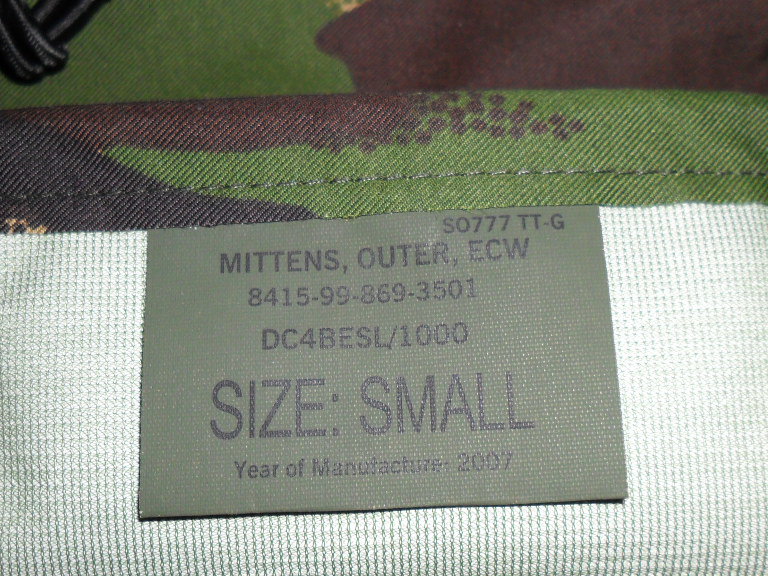 SO777 TT-G
MITTENS, OUTER, ECW
8415-99-869-3501
DC4BESL/1000
SIZE: SMALL
Year of Manufacture- 2007